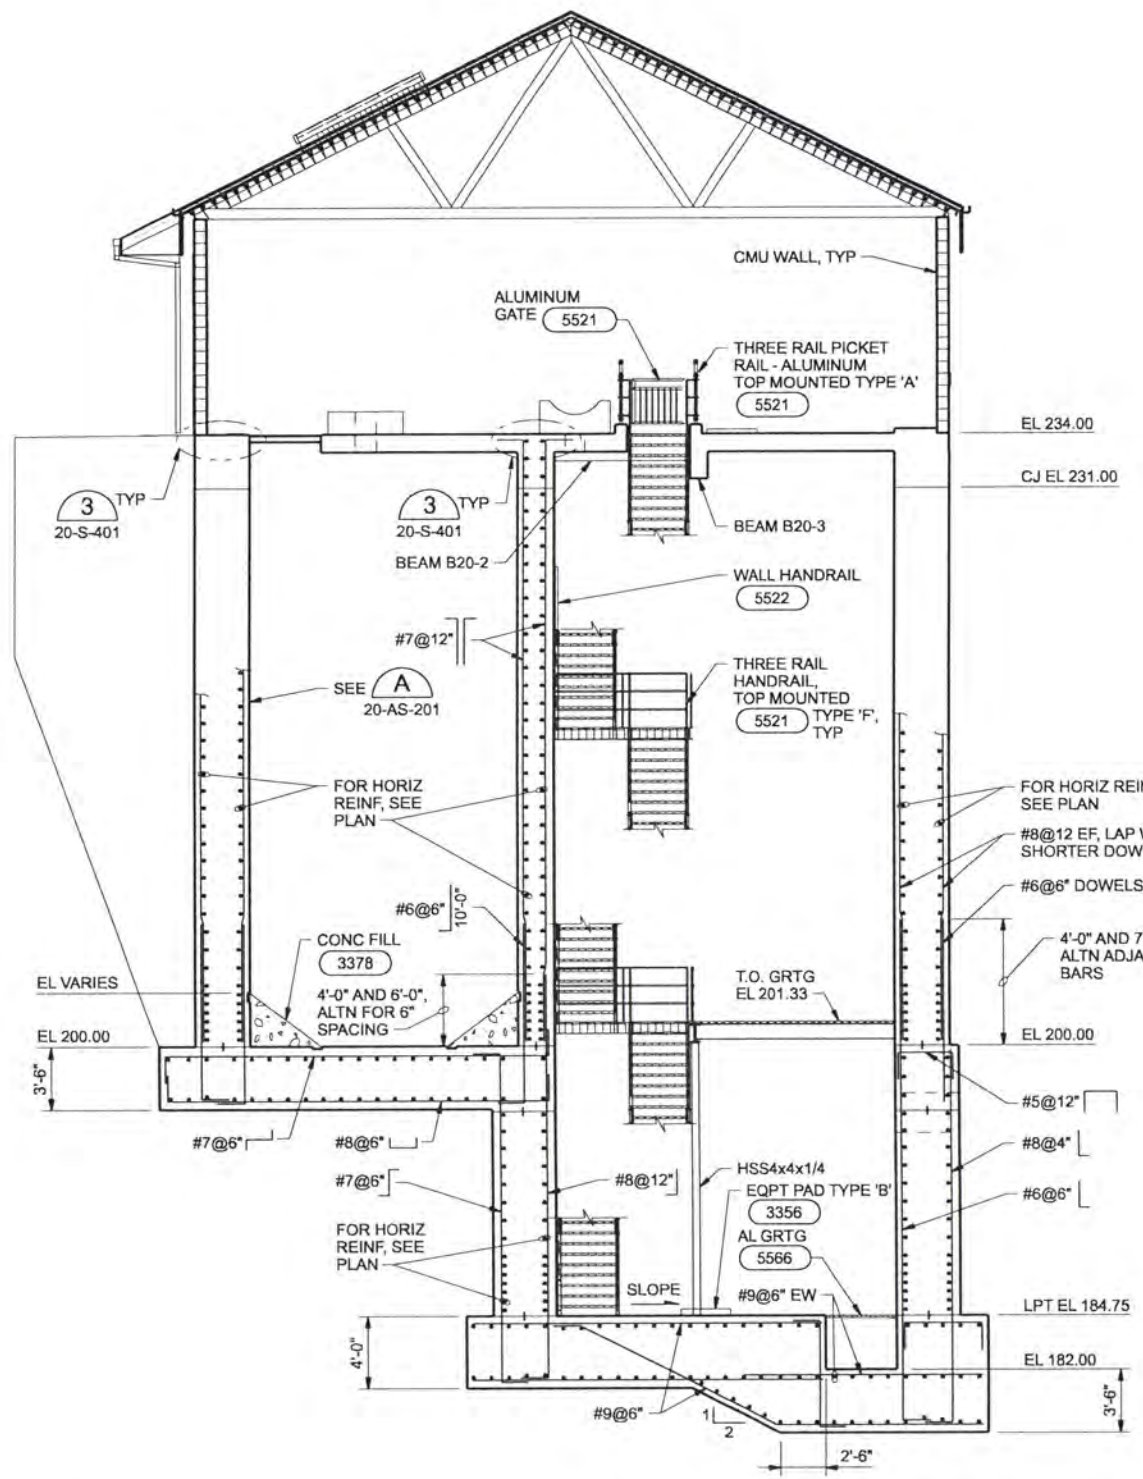 CMU WALL, TYP
ALUMINUM
GATE 5521
THREE RAIL PICKET
RAIL - ALUMINUM
TOP MOUNTED TYPE 'A'
5521
EL 234.00
CJ EL 231.00
3 TYP
20-S-401
3 TYP
20-S-401
BEAM B20-2
BEAM B20-3
WALL HANDRAIL
5522
#7@12"
SEE A
20-AS-201
THREE RAIL
HANDRAIL,
TOP MOUNTED
5521 TYPE 'F',
TYP
FOR HORIZ
REINF, SEE
PLAN
FOR HORIZ REI
SEE PLAN
#8@12 EF, LAP
SHORTER DOW
#6@6" DOWELS
#6@6" 10'-0"
CONC FILL
3378
4'-0" AND 6'-0",
ALTN FOR 6"
SPACING
4'-0" AND 7
ALTN ADJA
BARS
T.O. GRTG
EL 201.33
EL VARIES
EL 200.00
EL 200.00
3'-6"
#7@6"
#8@6"
#5@12"
#8@4"
#6@6"
#7@6"
#8@12"
HSS4x4x1/4
EQPT PAD TYPE 'B'
3356
AL GRTG
5566
FOR HORIZ
REINF, SEE
PLAN
SLOPE
#9@6" EW
LPT EL 184.75
EL 182.00
4'-0"
3'-6"
#9@6"
1
2
2'-6"